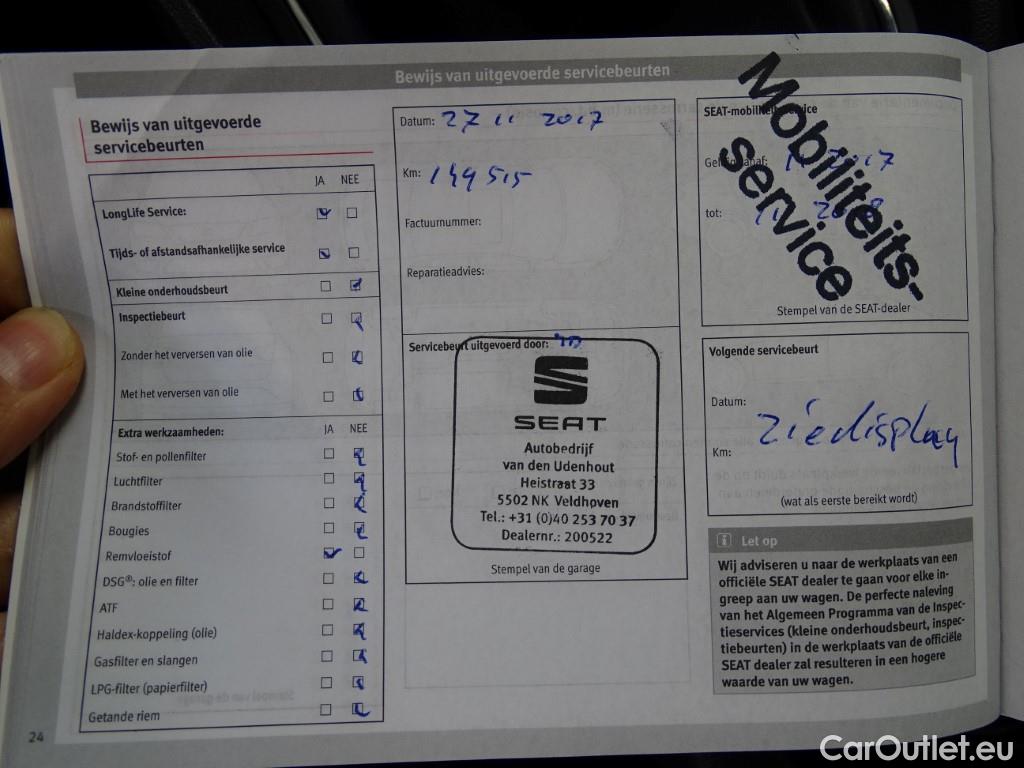 Bewijs van uitgevoerde servicebeurten
Bewijs van uitgevoerde
servicebeurten
JA NEE
LongLife Service:
Tijds- of afstandsafhankelijke service
Kleine onderhoudsbeurt
Inspectiebeurt
Zonder het verversen van olie
Met het verversen van olie
Extra werkzaamheden: JA NEE
Stof- en pollenfilter
Luchtfilter
Brandstoffilter
Bougies
Remvloeistof
DSG®: olie en filter
ATF
Haldex-koppeling (olie)
Gasfilter en slangen
LPG-filter (papierfilter)
Getande riem
24
Datum: 27 11 2017
Km: 149515
Factuurnummer:
Reparatieadvies:
Servicebeurt uitgevoerd door:
SEAT
Autobedrijf
van den Udenhout
Heistraat 33
5502 NK Veldhoven
Tel.: +31 (0)40 253 70 37
Dealernr.: 200522
Stempel van de garage
SEAT-mobiliteitsservice
Mobiliteits-
service
tot:
Stempel van de SEAT-dealer
Volgende servicebeurt
Datum:
zie display
Km:
(wat als eerste bereikt wordt)
i Let op
Wij adviseren u naar de werkplaats van een
officiële SEAT dealer te gaan voor elke in-
greep aan uw wagen. De perfecte naleving
van het Algemeen Programma van de Inspec-
tieservices (kleine onderhoudsbeurt, inspec-
tiebeurten) in de werkplaats van de officiële
SEAT dealer zal resulteren in een hogere
waarde van uw wagen.
CarOutlet.eu